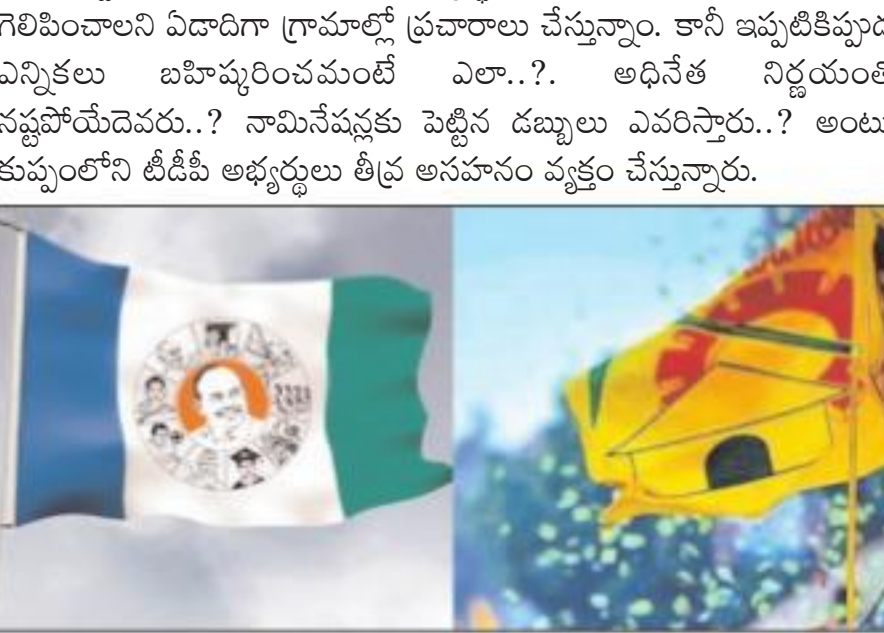 గెలిపించాలని ఏడాదిగా గ్రామాల్లో ప్రచారాలు చేస్తున్నాం. కానీ ఇప్పటికిప్పుడ
ఎన్నికలు బహిష్కరించమంటే ఎలా..?. అధినేత నిర్ణయంత
నష్టపోయేదెవరు..? నామినేషన్లకు పెట్టిన డబ్బులు ఎవరిస్తారు..? అంటు
కుప్పంలోని టీడీపీ అభ్యర్థులు తీవ్ర అసహనం వ్యక్తం చేస్తున్నారు.